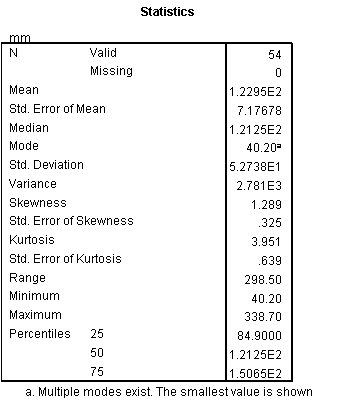 Statistics
mm
N Valid 54
Missing 0
Mean 1.2295E2
Std. Error of Mean 7.17678
Median 1.2125E2
Mode 40.20a
Std. Deviation 5.2738E1
Variance 2.781E3
Skewness 1.289
Std. Error of Skewness .325
Kurtosis 3.951
Std. Error of Kurtosis .639
Range 298.50
Minimum 40.20
Maximum 338.70
Percentiles 25 84.9000
50 1.2125E2
75 1.5065E2
a. Multiple modes exist. The smallest value is shown